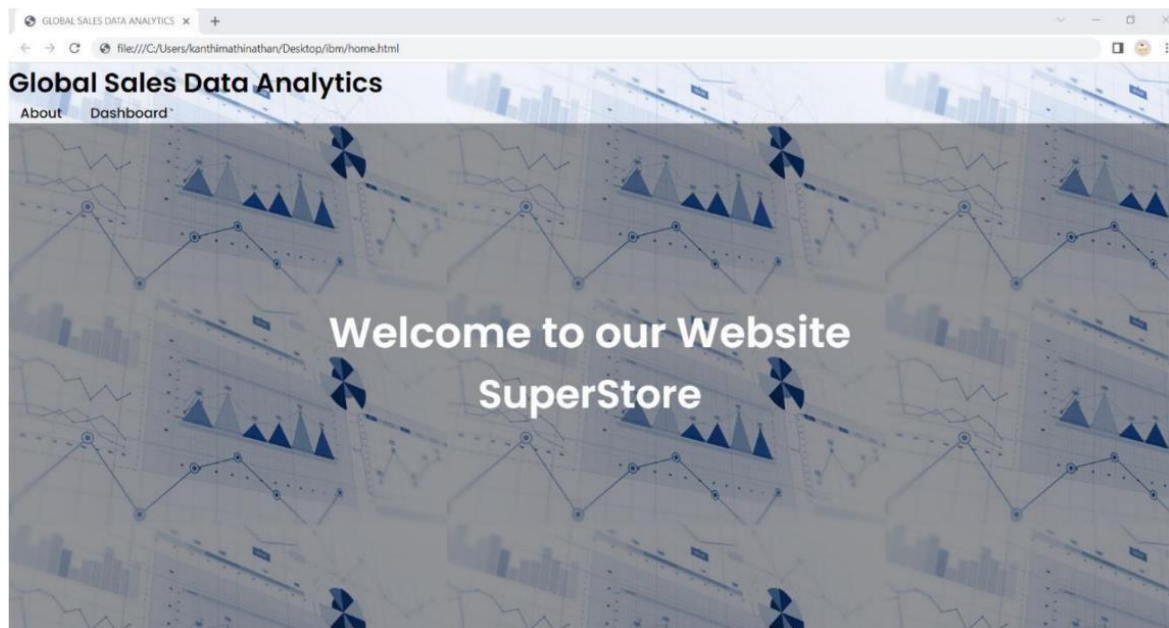 GLOBAL SALES DATA ANALYTICS
file:///C:/Users/kanthimathinathan/Desktop/ibm/home.html
Global Sales Data Analytics
About Dashboard
Welcome to our Website
SuperStore